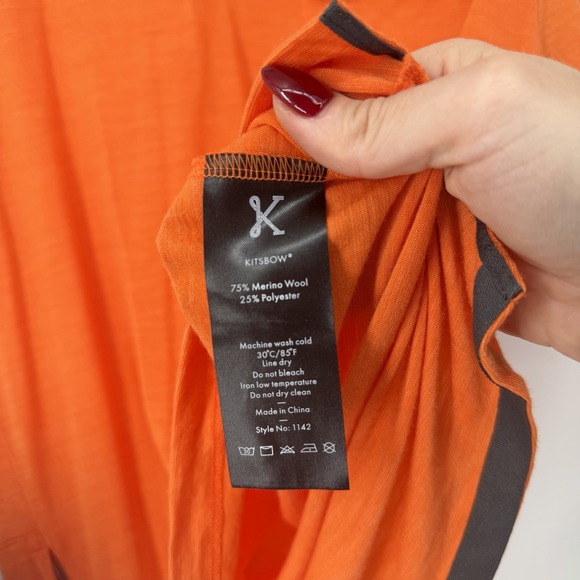 K
KITSBOW®
75% Merino Wool
25% Polyester
Machine wash cold
30°C/85°F
Line dry
Do not bleach
Iron low temperature
Do not dry clean
Made in China
Style No: 1142